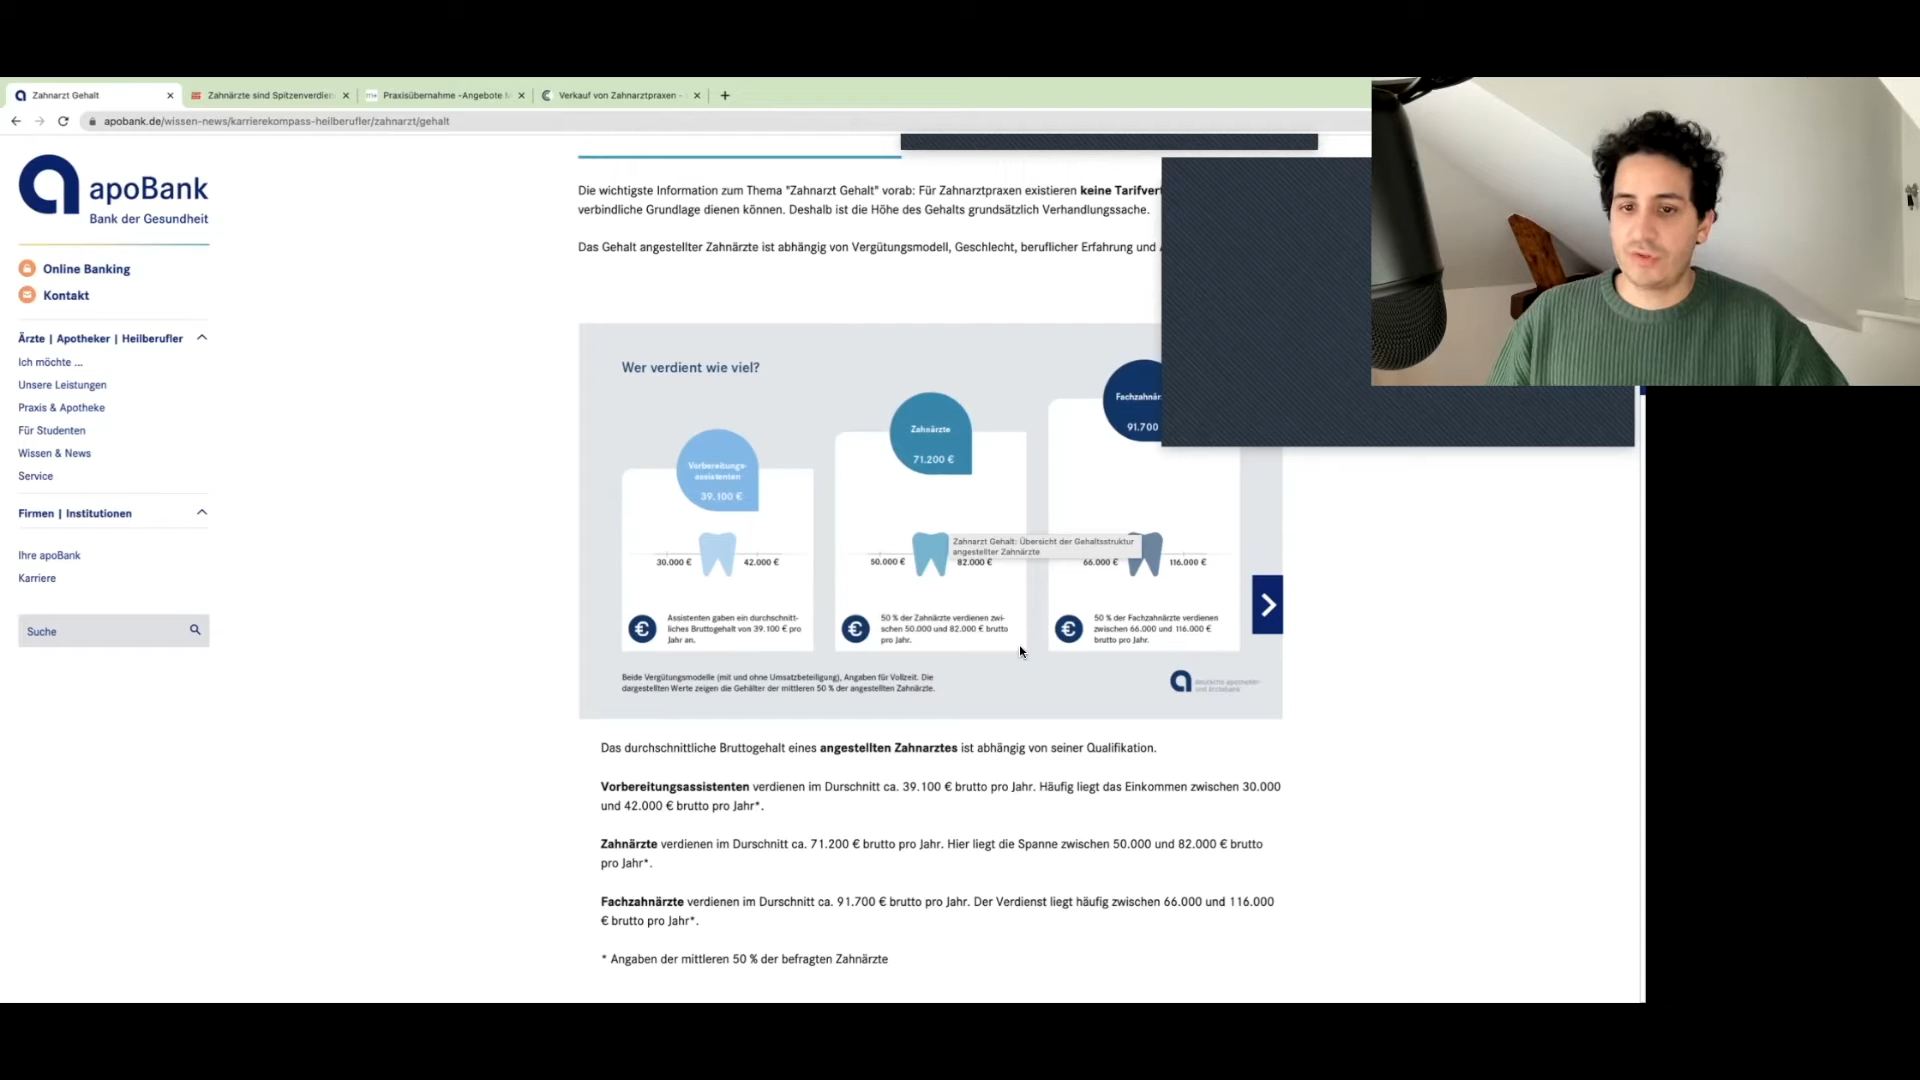 Zahnarzt Gehalt
Zahnärzte sind Spitzenverdien
Praxisübernahme -Angebote
Verkauf von Zahnarztpraxen -
apobank.de/wissen-news/karrierekompass-heilberufler/zahnarzt/gehalt
apoBank
Bank der Gesundheit
Online Banking
Kontakt
Ärzte | Apotheker | Heilberufler
Ich möchte ...
Unsere Leistungen
Praxis & Apotheke
Für Studenten
Wissen & News
Service
Firmen | Institutionen
Ihre apoBank
Karriere
Suche
Die wichtigste Information zum Thema "Zahnarzt Gehalt" vorab: Für Zahnarztpraxen existieren keine Tarifver
verbindliche Grundlage dienen können. Deshalb ist die Höhe des Gehalts grundsätzlich Verhandlungssache.
Das Gehalt angestellter Zahnärzte ist abhängig von Vergütungsmodell, Geschlecht, beruflicher Erfahrung und
Wer verdient wie viel?
Vorbereitungs-
assistenten
39.100 €
30.000 €
42.000 €
Assistenten gaben ein durchschnitt-
liches Bruttogehalt von 39.100 € pro
Jahr an.
Zahnärzte
71.200 €
50.000 €
82.000 €
50 % der Zahnärzte verdienen zwi-
schen 50.000 und 82.000 € brutto
pro Jahr.
Zahnarzt Gehalt: Übersicht der Gehaltsstruktur
angestellter Zahnärzte
Fachzahnär
91.700
66.000 €
116.000 €
50 % der Fachzahnärzte verdienen
zwischen 66.000 und 116.000 €
brutto pro Jahr.
Beide Vergütungsmodelle (mit und ohne Umsatzbeteiligung), Angaben für Vollzeit. Die
dargestellten Werte zeigen die Gehälter der mittleren 50 % der angestellten Zahnärzte.
deutsche apotheker-
und ärztebank
Das durchschnittliche Bruttogehalt eines angestellten Zahnarztes ist abhängig von seiner Qualifikation.
Vorbereitungsassistenten verdienen im Durschnitt ca. 39.100 € brutto pro Jahr. Häufig liegt das Einkommen zwischen 30.000
und 42.000 € brutto pro Jahr*.
Zahnärzte verdienen im Durschnitt ca. 71.200 € brutto pro Jahr. Hier liegt die Spanne zwischen 50.000 und 82.000 € brutto
pro Jahr*.
Fachzahnärzte verdienen im Durschnitt ca. 91.700 € brutto pro Jahr. Der Verdienst liegt häufig zwischen 66.000 und 116.000
€ brutto pro Jahr*.
* Angaben der mittleren 50 % der befragten Zahnärzte